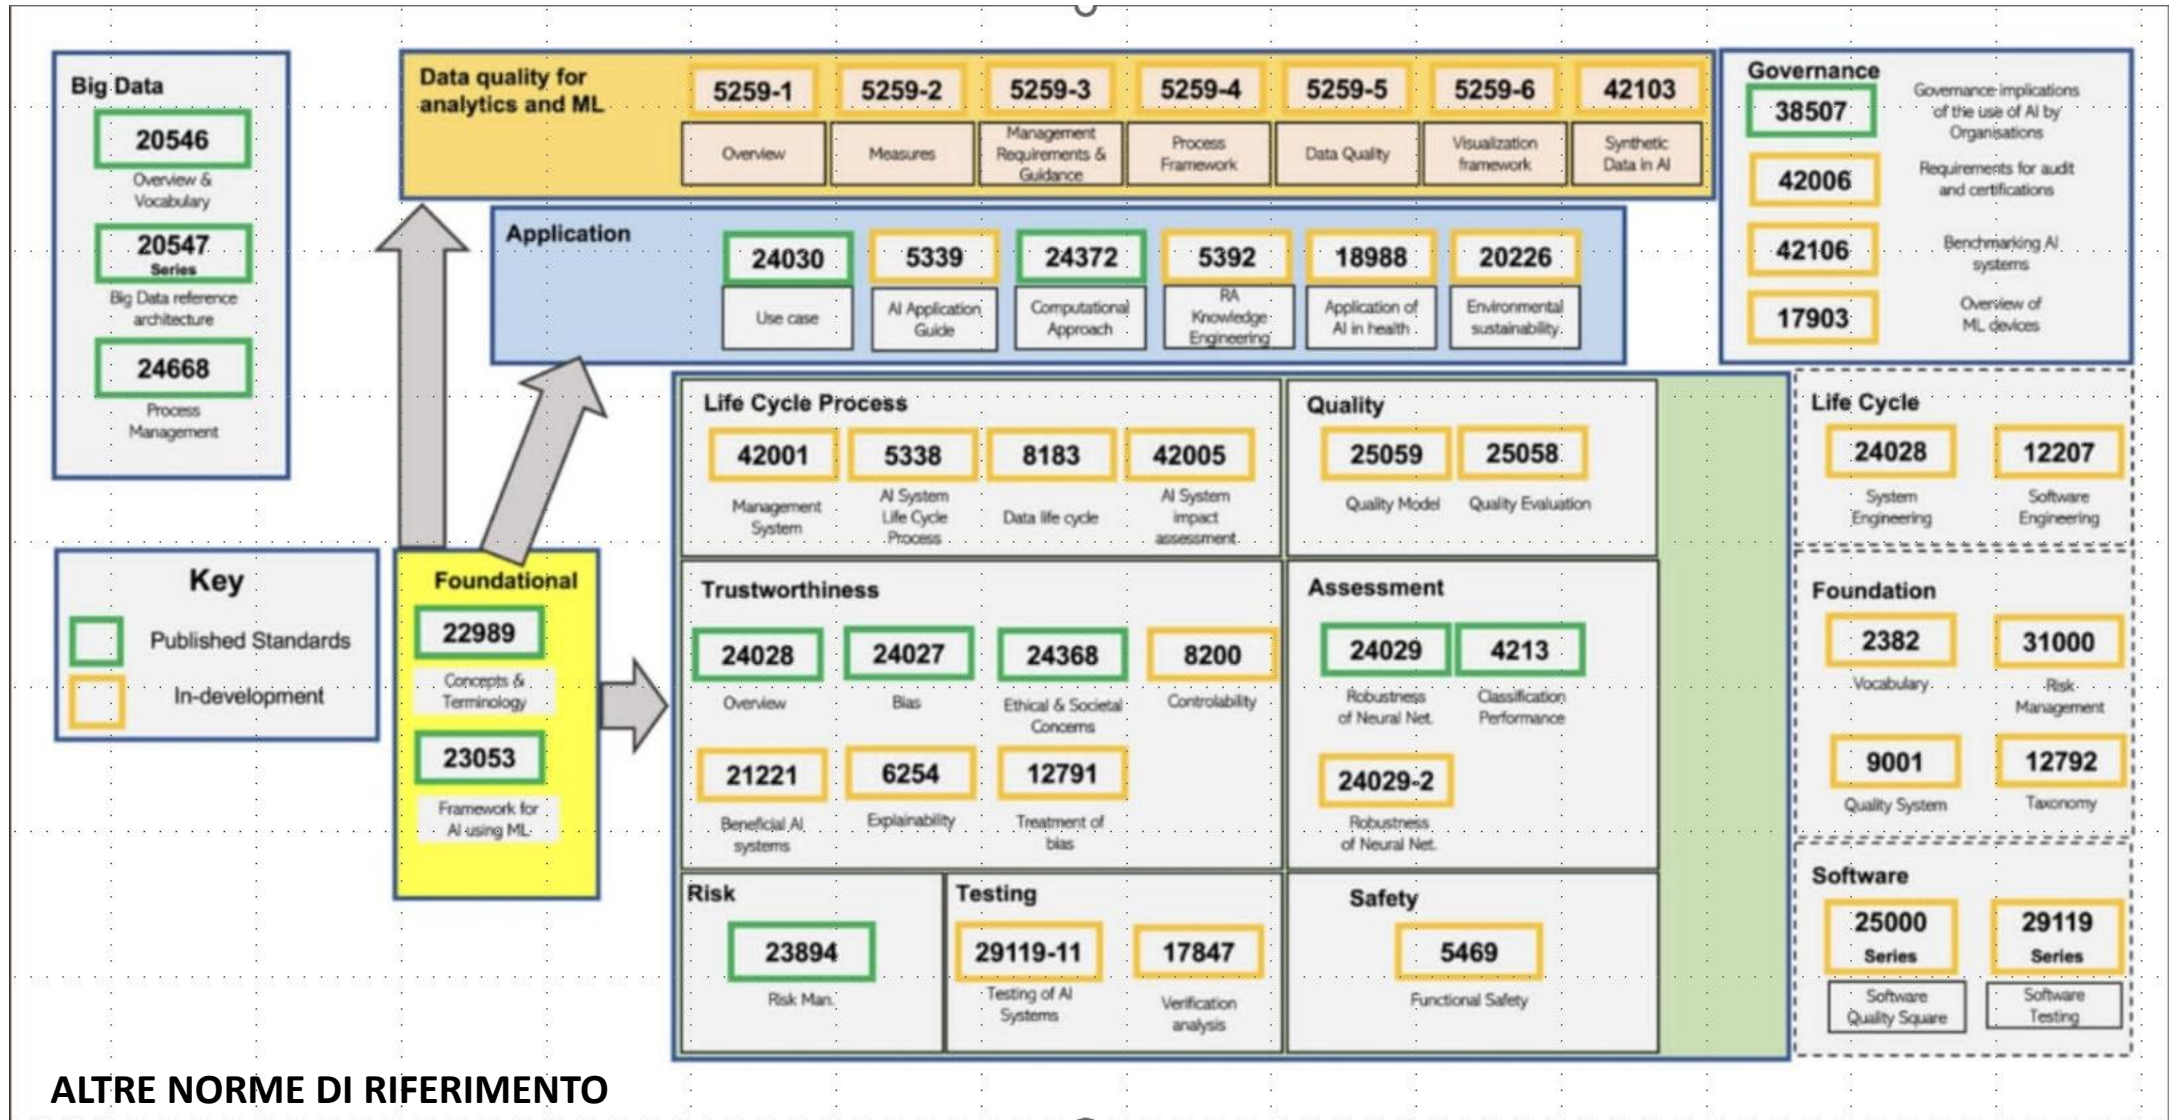 Big Data
20546
Overview &
Vocabulary
20547
Series
Big Data reference
architecture
24668
Process
Management
Key
Published Standards
In-development
Data quality for
analytics and ML
5259-1
Overview
5259-2
Measures
5259-3
Management
Requirements &
Guidance
5259-4
Process
Framework
5259-5
Data Quality
5259-6
Visualization
framework
42103
Synthetic
Data in AI
Application
24030
Use case
5339
AI Application
Guide
24372
Computational
Approach
5392
RA
Knowledge
Engineering
18988
Application of
AI in health
20226
Environmental
sustainability
Governance
38507
Governance implications
of the use of AI by
Organisations
42006
Requirements for audit
and certifications
42106
Benchmarking AI
systems
17903
Overview of
ML devices
Foundational
22989
Concepts &
Terminology
23053
Framework for
AI using ML
Life Cycle Process
42001
Management
System
5338
AI System
Life Cycle
Process
8183
Data life cycle
42005
AI System
impact
assessment
Quality
25059
Quality Model
25058
Quality Evaluation
Trustworthiness
24028
Overview
24027
Bias
24368
Ethical & Societal
Concerns
8200
Controlability
21221
Beneficial AI
systems
6254
Explainability
12791
Treatment of
bias
Assessment
24029
Robustness
of Neural Net.
4213
Classification
Performance
24029-2
Robustness
of Neural Net.
Risk
23894
Risk Man.
Testing
29119-11
Testing of AI
Systems
17847
Verification
analysis
Safety
5469
Functional Safety
Life Cycle
24028
System
Engineering
12207
Software
Engineering
Foundation
2382
Vocabulary
31000
Risk
Management
9001
Quality System
12792
Taxonomy
Software
25000
Series
Software
Quality Square
29119
Series
Software
Testing
ALTRE NORME DI RIFERIMENTO